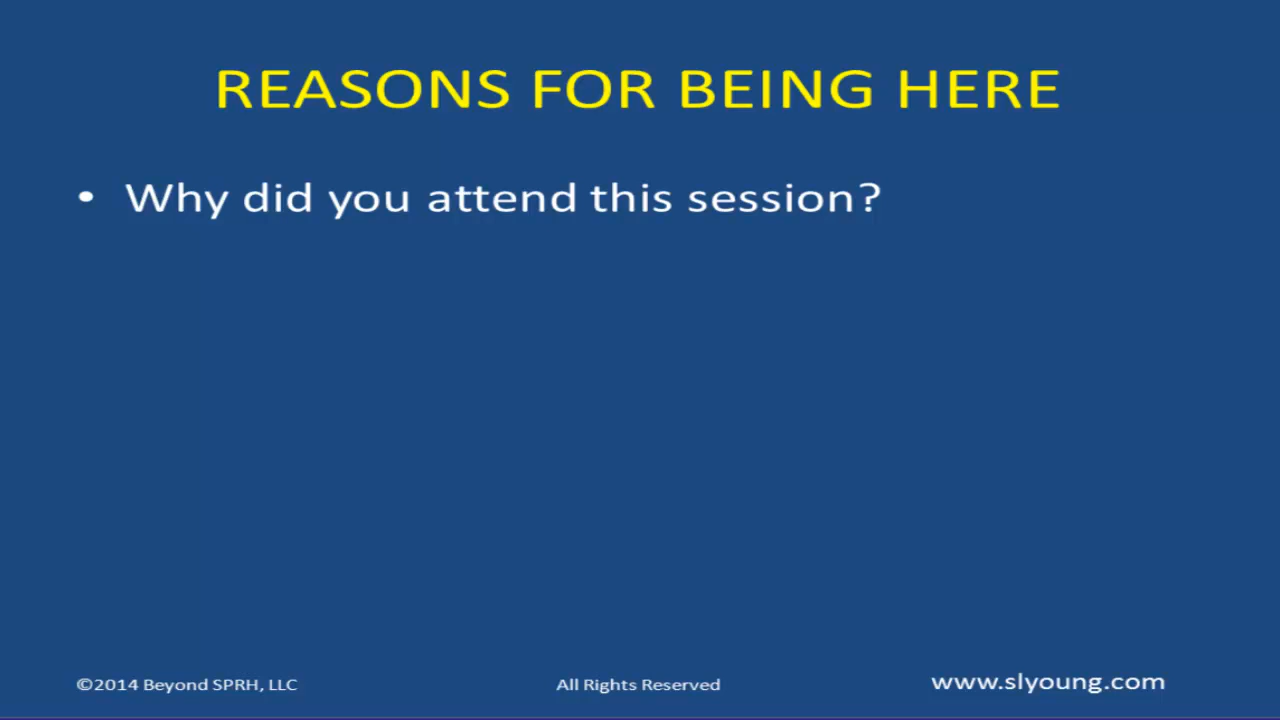 REASONS FOR BEING HERE
• Why did you attend this session?
©2014 Beyond SPRH, LLC
All Rights Reserved
www.slyoung.com